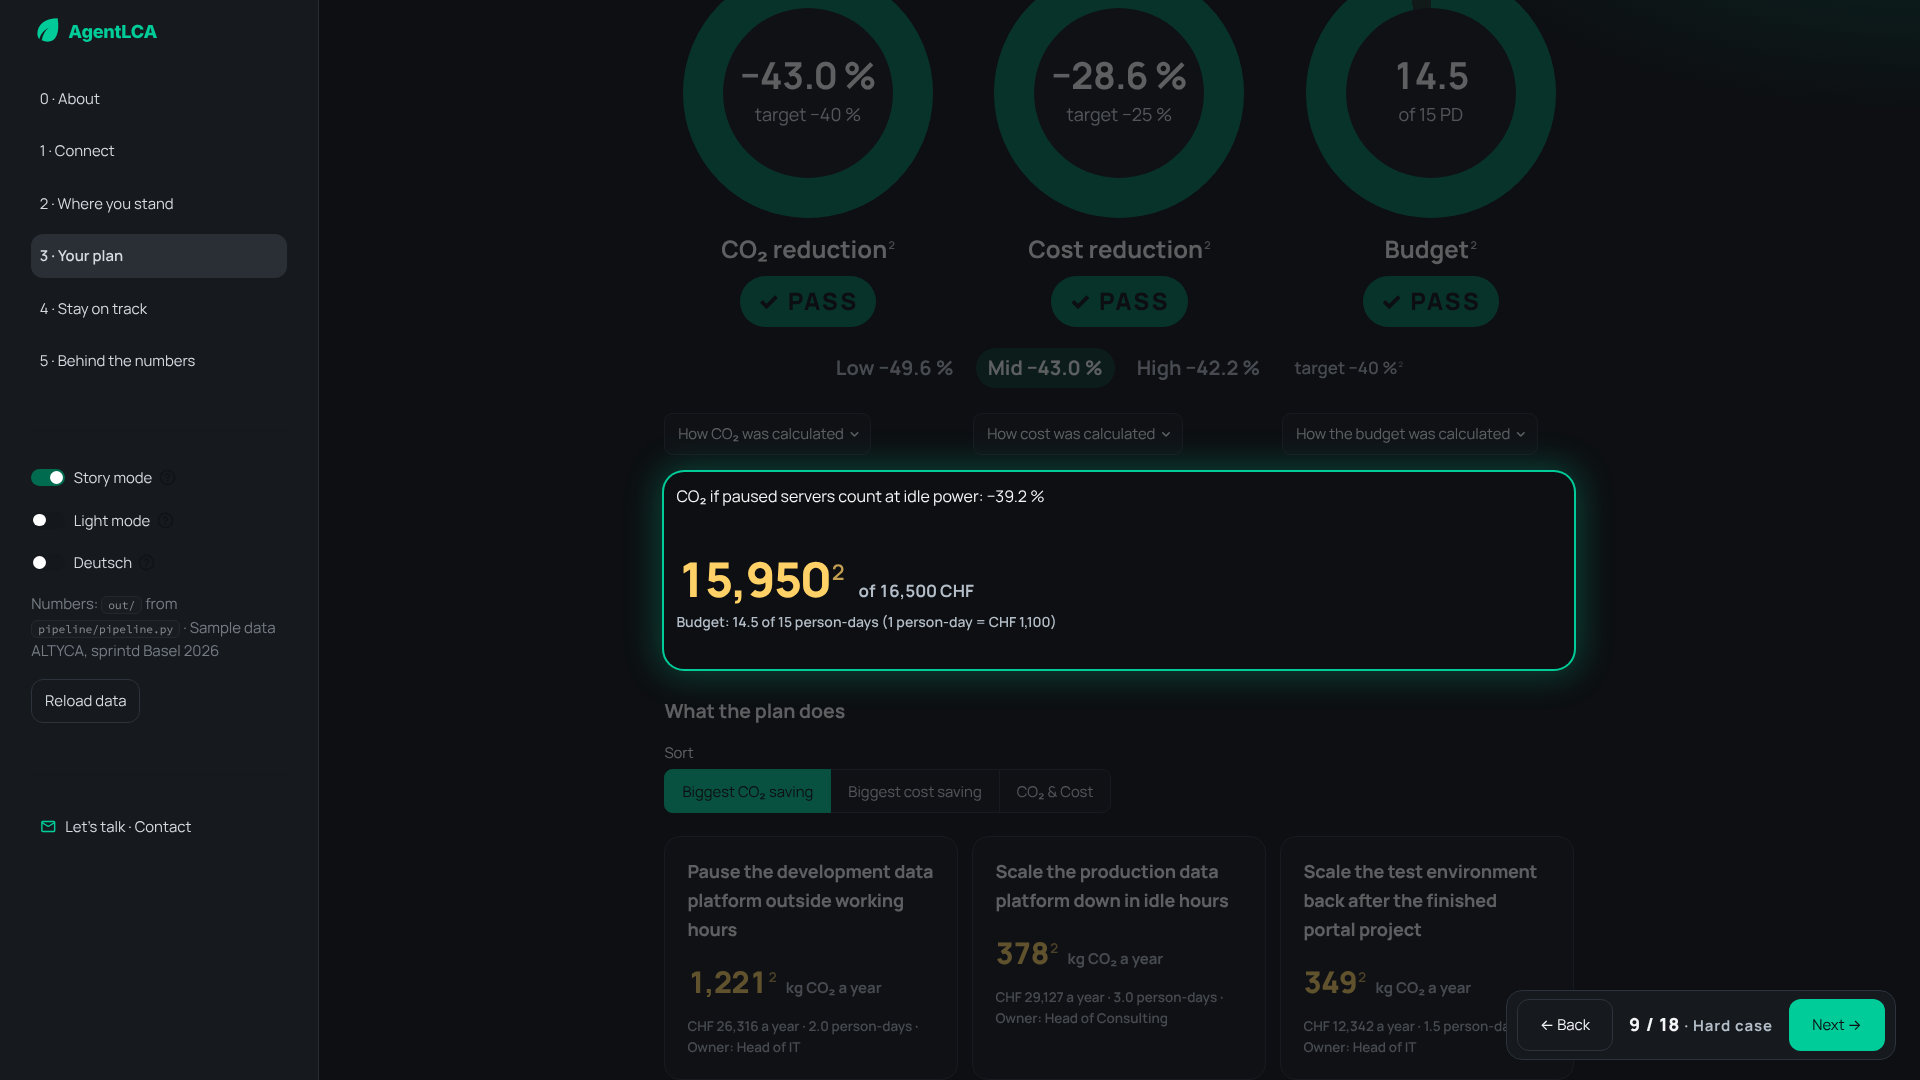 AgentLCA
0 · About
1 · Connect
2 · Where you stand
3 · Your plan
4 · Stay on track
5 · Behind the numbers
Story mode
Light mode
Deutsch
Numbers: out/ from
pipeline/pipeline.py · Sample data
ALTYCA, sprintd Basel 2026
Reload data
Let's talk · Contact
−43.0 %
target −40 %
−28.6 %
target −25 %
14.5
of 15 PD
CO₂ reduction²
Cost reduction²
Budget²
✓ PASS
✓ PASS
✓ PASS
Low −49.6 %
Mid −43.0 %
High −42.2 %
target −40 %²
How CO₂ was calculated
How cost was calculated
How the budget was calculated
CO₂ if paused servers count at idle power: −39.2 %
15,950² of 16,500 CHF
Budget: 14.5 of 15 person-days (1 person-day = CHF 1,100)
What the plan does
Sort
Biggest CO₂ saving
Biggest cost saving
CO₂ & Cost
Pause the development data
platform outside working
hours
1,221² kg CO₂ a year
CHF 26,316 a year · 2.0 person-days ·
Owner: Head of IT
Scale the production data
platform down in idle hours
378² kg CO₂ a year
CHF 29,127 a year · 3.0 person-days ·
Owner: Head of Consulting
Scale the test environment
back after the finished
portal project
349² kg CO₂ a year
CHF 12,342 a year · 1.5 person-da
Owner: Head of IT
← Back
9 / 18 · Hard case
Next →